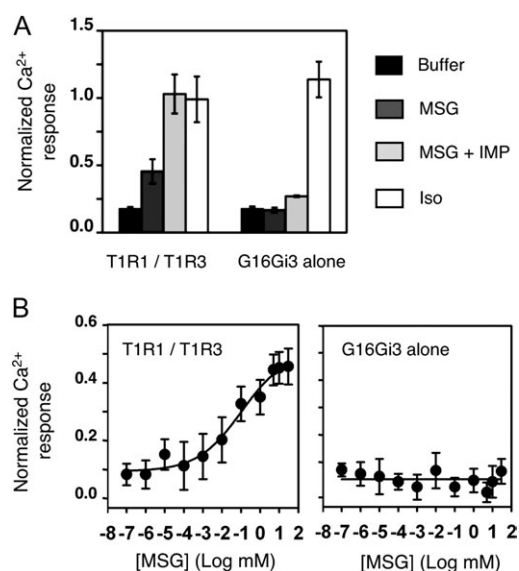 A
Normalized Ca2+
response
1.5
1.0
0.5
0.0
T1R1 / T1R3
G16Gi3 alone
Buffer
MSG
MSG + IMP
Iso
B
Normalized Ca2+
response
0.6
0.4
0.2
0.0
T1R1 / T1R3
-8 -7 -6 -5 -4 -3 -2 -1 0 1 2
[MSG] (Log mM)
G16Gi3 alone
-8 -7 -6 -5 -4 -3 -2 -1 0 1 2
[MSG] (Log mM)